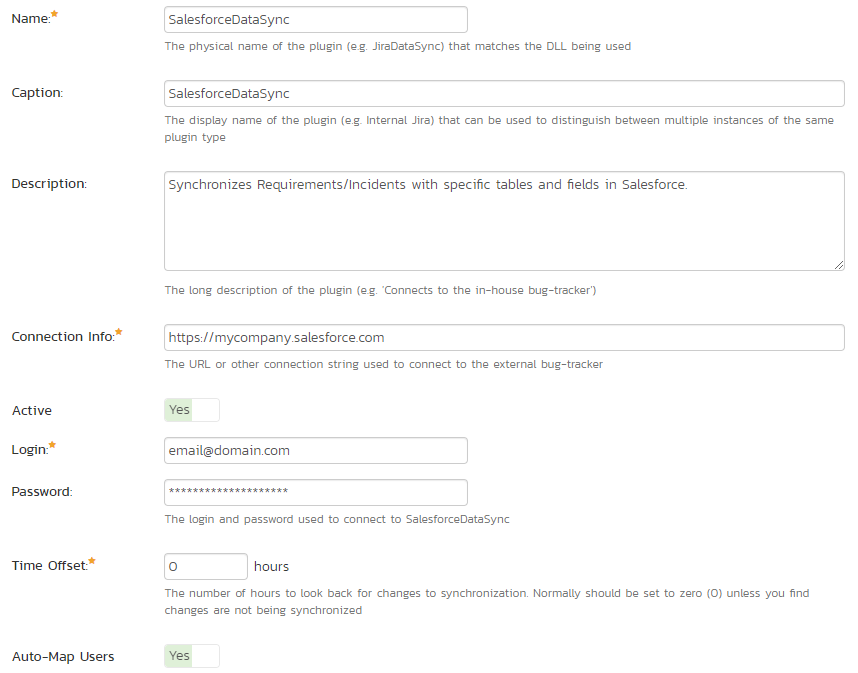 Name:*
SalesforceDataSync
The physical name of the plugin (e.g. JiraDataSync) that matches the DLL being used
Caption:
SalesforceDataSync
The display name of the plugin (e.g. Internal Jira) that can be used to distinguish between multiple instances of the same
plugin type
Description:
Synchronizes Requirements/Incidents with specific tables and fields in Salesforce.
The long description of the plugin (e.g. 'Connects to the in-house bug-tracker')
Connection Info:*
https://mycompany.salesforce.com
The URL or other connection string used to connect to the external bug-tracker
Active
Yes
Login:*
email@domain.com
Password:
********************
The login and password used to connect to SalesforceDataSync
Time Offset:*
0 hours
The number of hours to look back for changes to synchronization. Normally should be set to zero (0) unless you find
changes are not being synchronized
Auto-Map Users
Yes